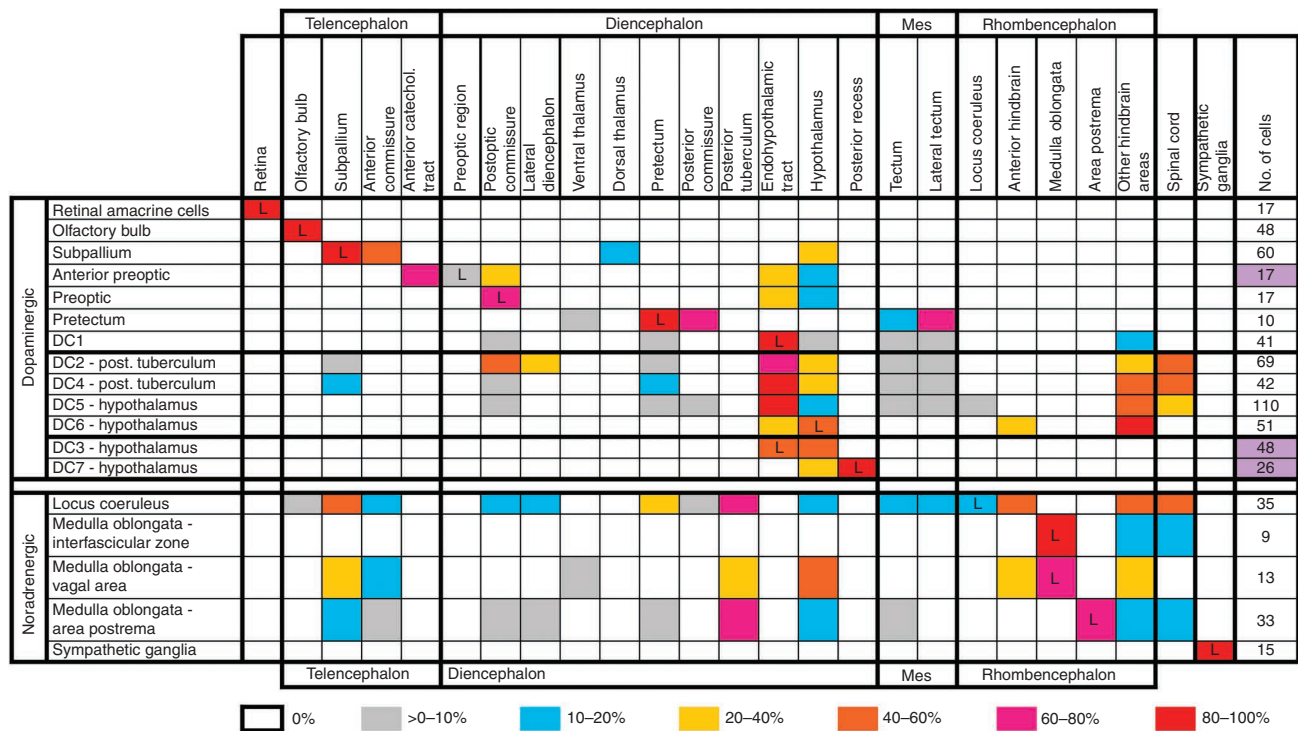 Telencephalon Diencephalon Mes Rhombencephalon
Retina
Olfactory bulb
Subpallium
Anterior
commissure
Anterior catechol.
tract
Preoptic region
Postoptic
commissure
Lateral
diencephalon
Ventral thalamus
Dorsal thalamus
Pretectum
Posterior
commissure
Posterior
tuberculum
Endohypothalamic
tract
Hypothalamus
Posterior recess
Tectum
Lateral tectum
Locus coeruleus
Anterior hindbrain
Medulla oblongata
Area postrema
Other hindbrain
areas
Spinal cord
Sympathetic
ganglia
No. of cells
Dopaminergic
Retinal amacrine cells L 17
Olfactory bulb L 48
Subpallium L 60
Anterior preoptic L 17
Preoptic L 17
Pretectum L 10
DC1 L 41
DC2 - post. tuberculum 69
DC4 - post. tuberculum 42
DC5 - hypothalamus 110
DC6 - hypothalamus L 51
DC3 - hypothalamus L 48
DC7 - hypothalamus L 26
Noradrenergic
Locus coeruleus L 35
Medulla oblongata -
interfascicular zone L 9
Medulla oblongata -
vagal area L 13
Medulla oblongata -
area postrema L 33
Sympathetic ganglia L 15
Telencephalon Diencephalon Mes Rhombencephalon
0% >0–10% 10–20% 20–40% 40–60% 60–80% 80–100%